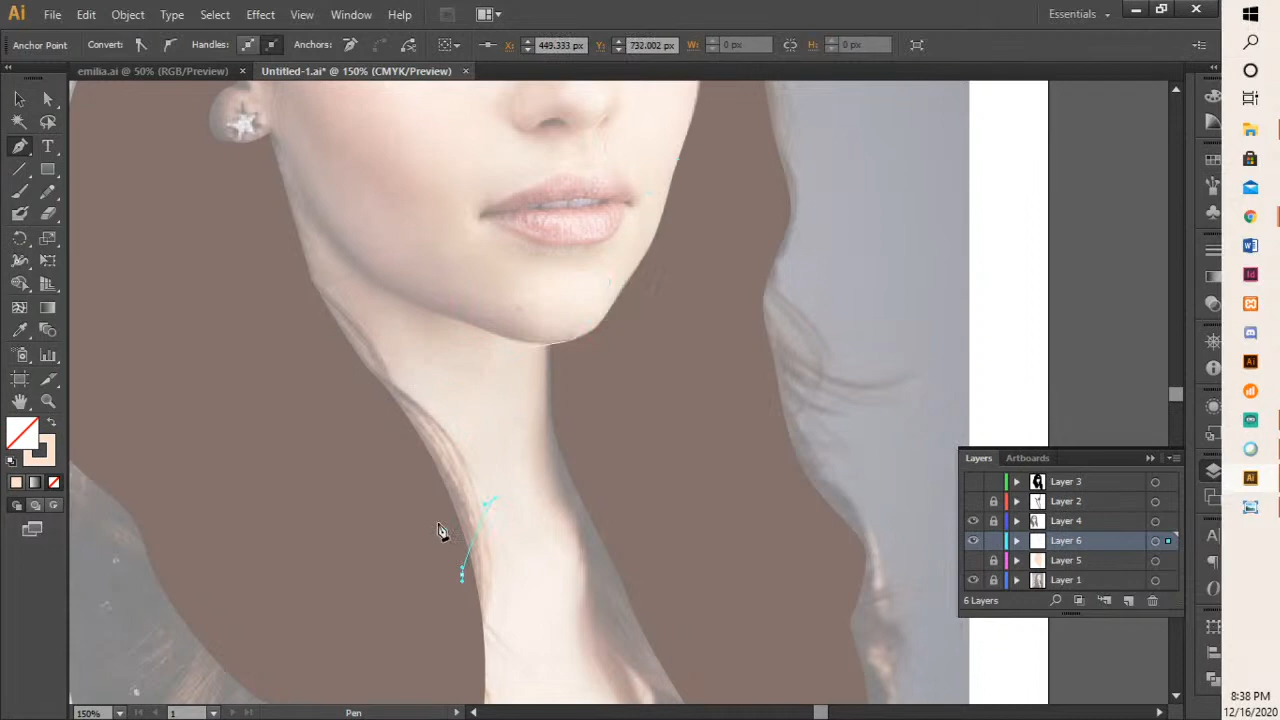 Ai File Edit Object Type Select Effect View Window Help Essentials
Anchor Point Convert: Handles: Anchors: X: 449.333 px Y: 732.002 px W: 0 px H: 0 px
emilia.ai @ 50% (RGB/Preview) × Untitled-1.ai* @ 150% (CMYK/Preview) ×
Layers Artboards
Layer 3
Layer 2
Layer 4
Layer 6
Layer 5
Layer 1
6 Layers
150% 1 Pen
8:38 PM
12/16/2020